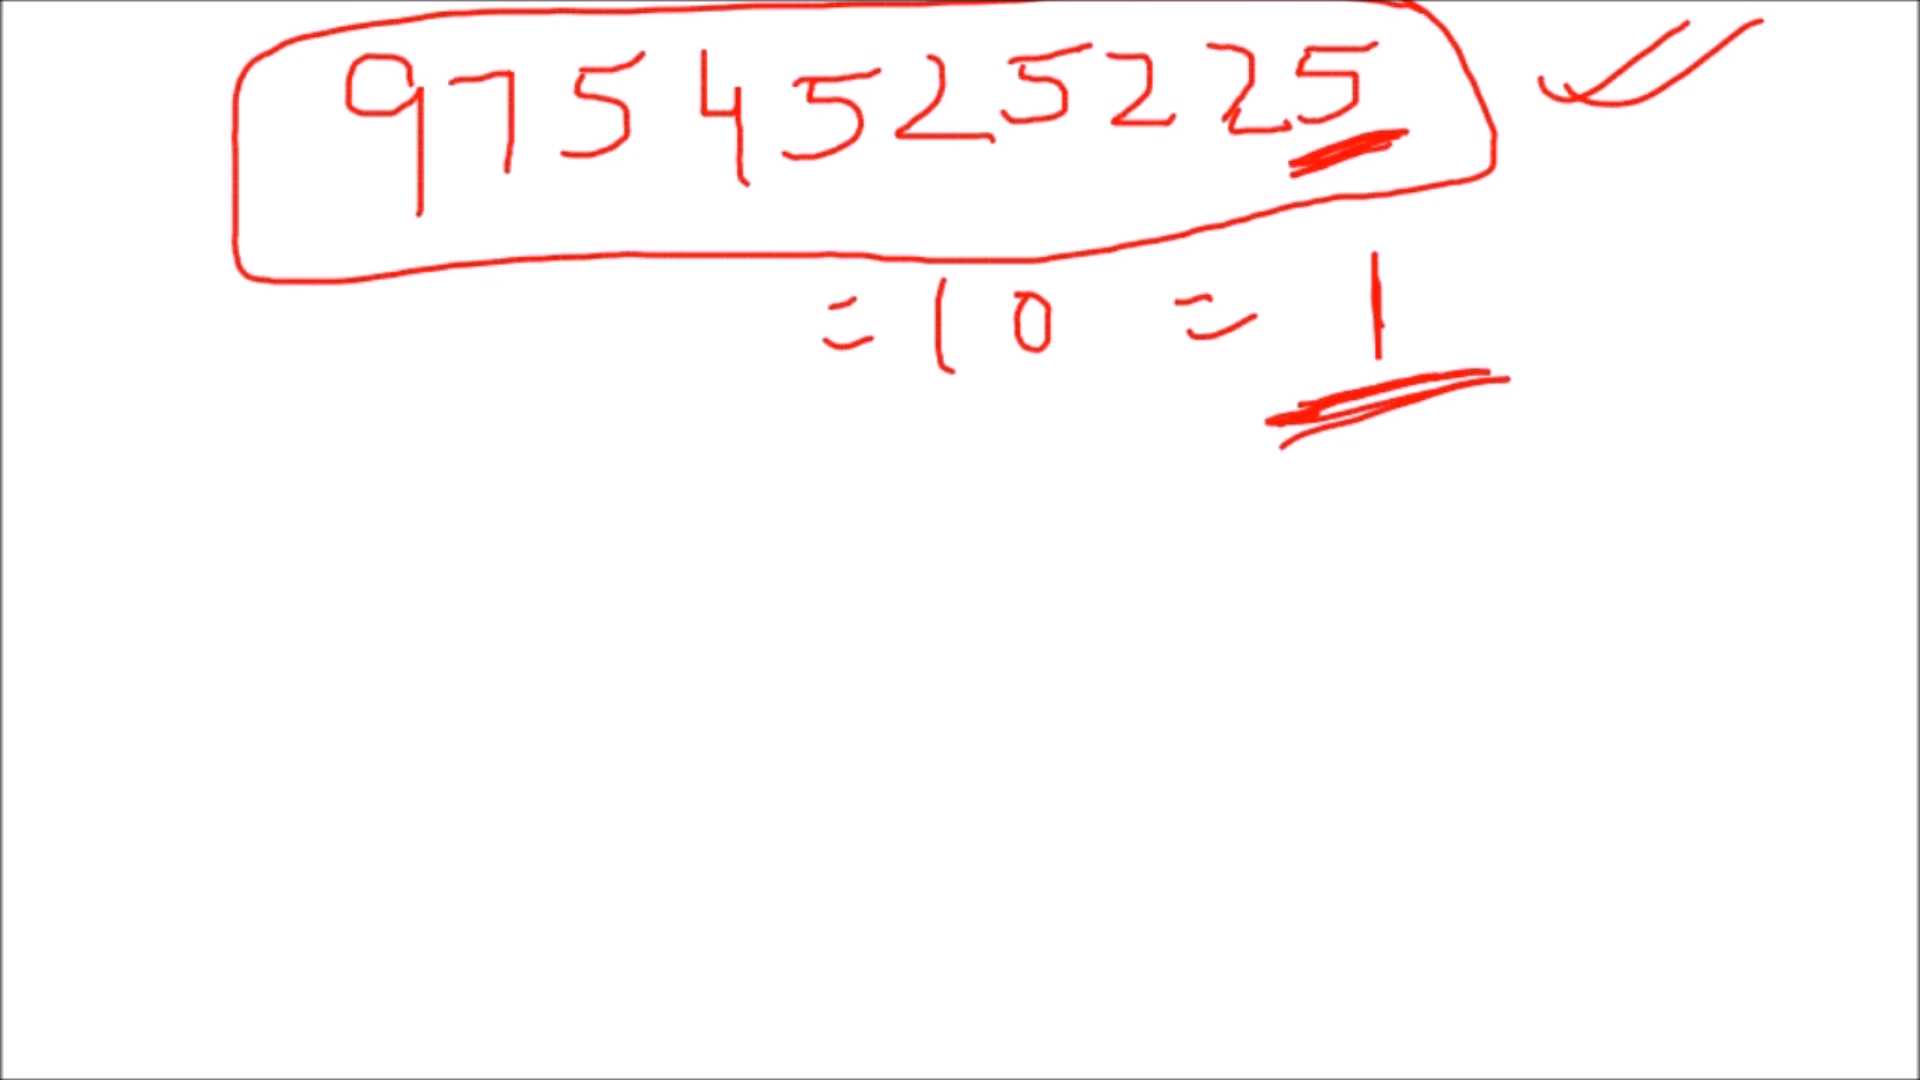 9754525225
= 10 = 1